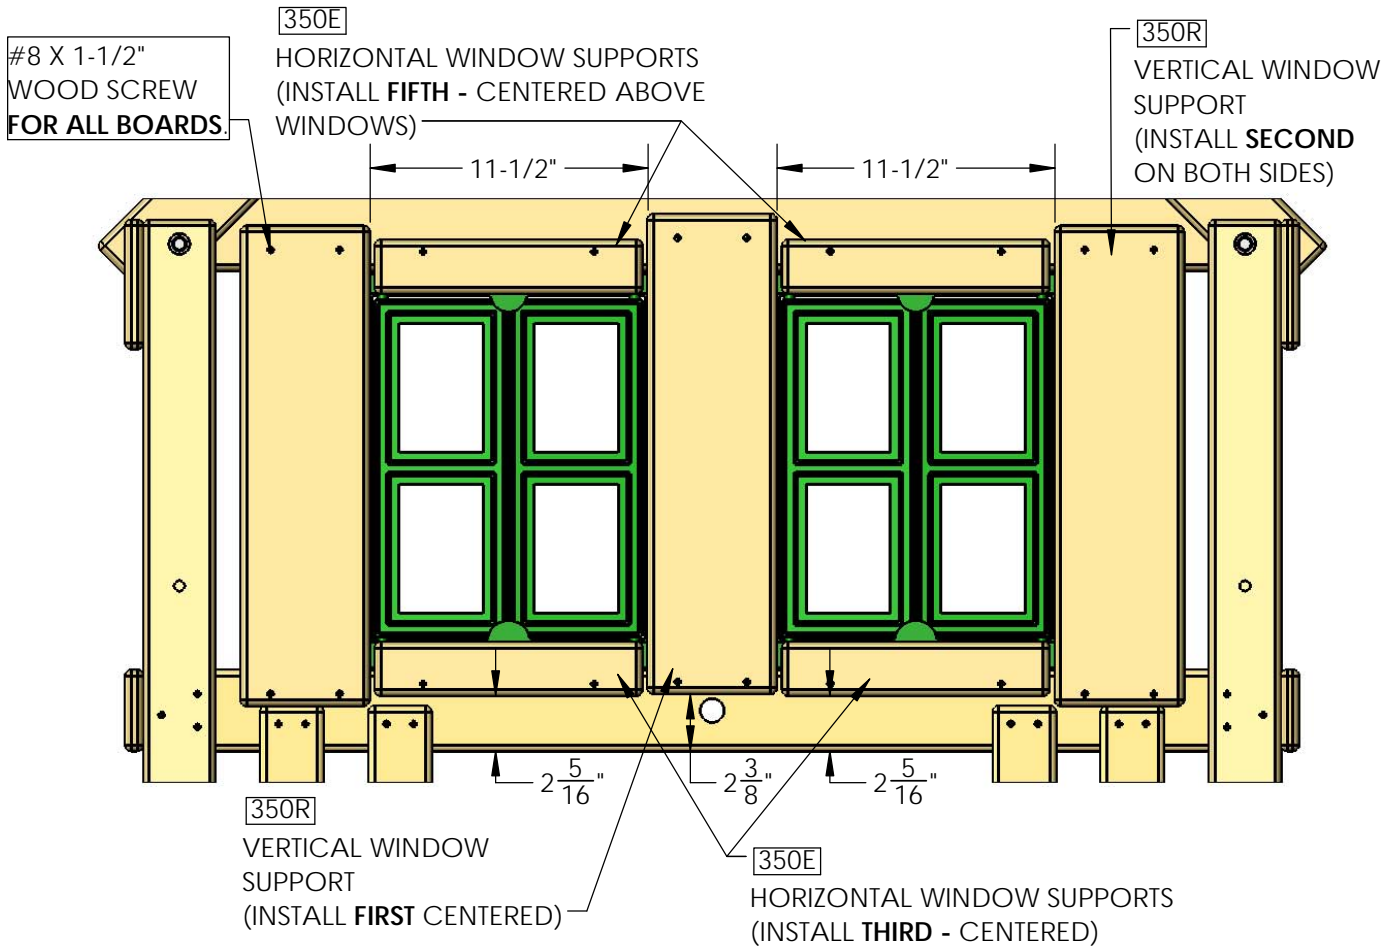 350E
HORIZONTAL WINDOW SUPPORTS
(INSTALL FIFTH - CENTERED ABOVE
WINDOWS)
#8 X 1-1/2"
WOOD SCREW
FOR ALL BOARDS.
350R
VERTICAL WINDOW
SUPPORT
(INSTALL SECOND
ON BOTH SIDES)
11-1/2"
11-1/2"
2 5/16"
2 3/8"
2 5/16"
350R
VERTICAL WINDOW
SUPPORT
(INSTALL FIRST CENTERED)
350E
HORIZONTAL WINDOW SUPPORTS
(INSTALL THIRD - CENTERED)